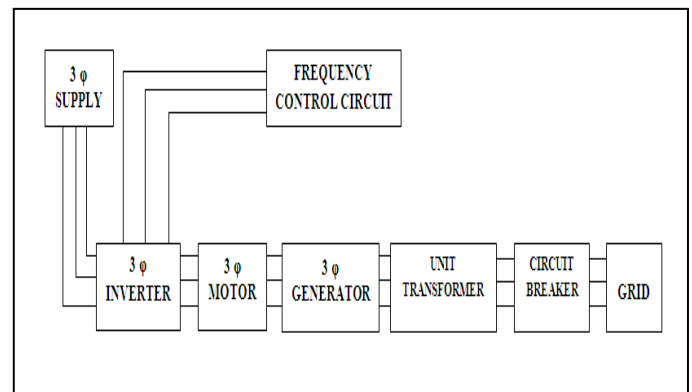 3 φ
SUPPLY
FREQUENCY
CONTROL CIRCUIT
3 φ
INVERTER
3 φ
MOTOR
3 φ
GENERATOR
UNIT
TRANSFORMER
CIRCUIT
BREAKER
GRID